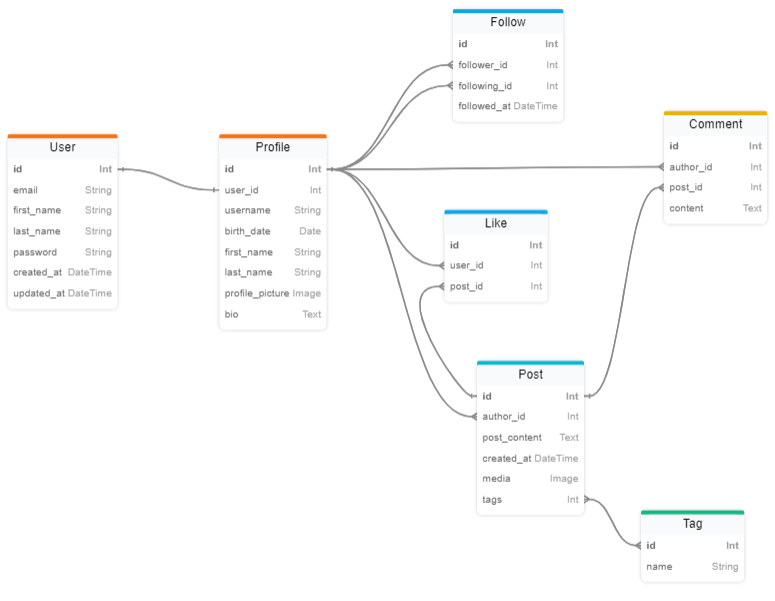 User
id Int
email String
first_name String
last_name String
password String
created_at DateTime
updated_at DateTime
Profile
id Int
user_id Int
username String
birth_date Date
first_name String
last_name String
profile_picture Image
bio Text
Follow
id Int
follower_id Int
following_id Int
followed_at DateTime
Like
id Int
user_id Int
post_id Int
Post
id Int
author_id Int
post_content Text
created_at DateTime
media Image
tags Int
Comment
id Int
author_id Int
post_id Int
content Text
Tag
id Int
name String